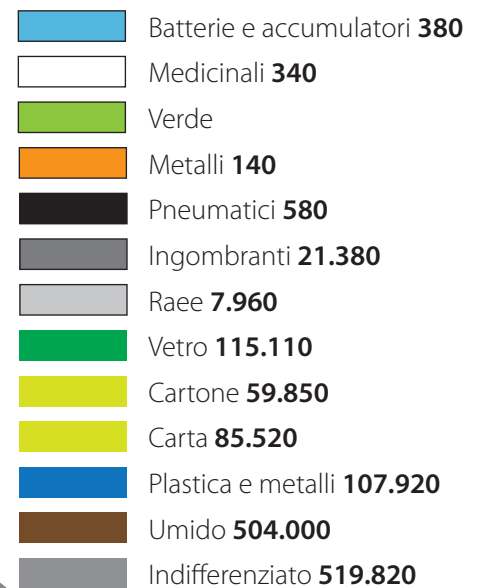 Batterie e accumulatori 380
Medicinali 340
Verde
Metalli 140
Pneumatici 580
Ingombranti 21.380
Raee 7.960
Vetro 115.110
Cartone 59.850
Carta 85.520
Plastica e metalli 107.920
Umido 504.000
Indifferenziato 519.820